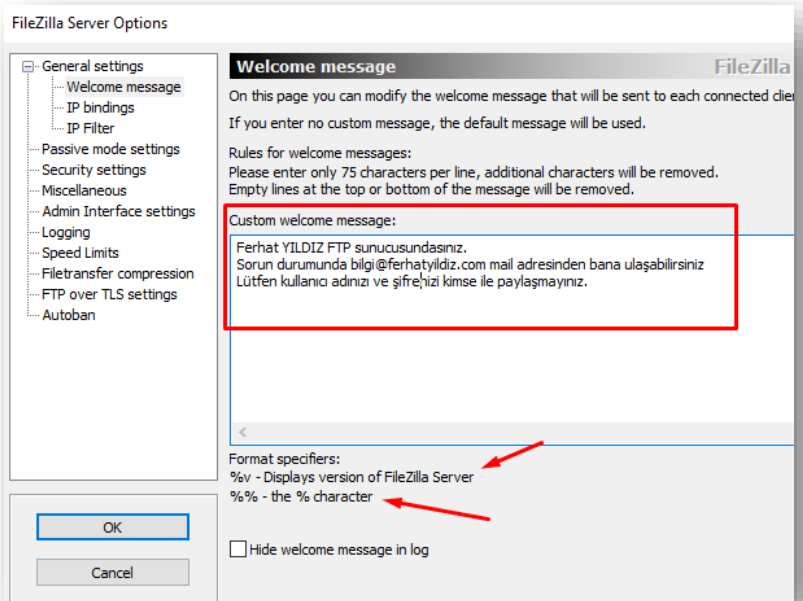 FileZilla Server Options
General settings
Welcome message
IP bindings
IP Filter
Passive mode settings
Security settings
Miscellaneous
Admin Interface settings
Logging
Speed Limits
Filetransfer compression
FTP over TLS settings
Autoban
OK
Cancel
Welcome message
FileZilla
On this page you can modify the welcome message that will be sent to each connected
If you enter no custom message, the default message will be used.
Rules for welcome messages:
Please enter only 75 characters per line, additional characters will be removed.
Empty lines at the top or bottom of the message will be removed.
Custom welcome message:
Ferhat YILDIZ FTP sunucusundasınız.
Sorun durumunda bilgi@ferhatyildiz.com mail adresinden bana ulaşabilirsiniz
Lütfen kullanıcı adınızı ve şifrenizi kimse ile paylaşmayınız.
Format specifiers:
%v - Displays version of FileZilla Server
%% - the % character
Hide welcome message in log